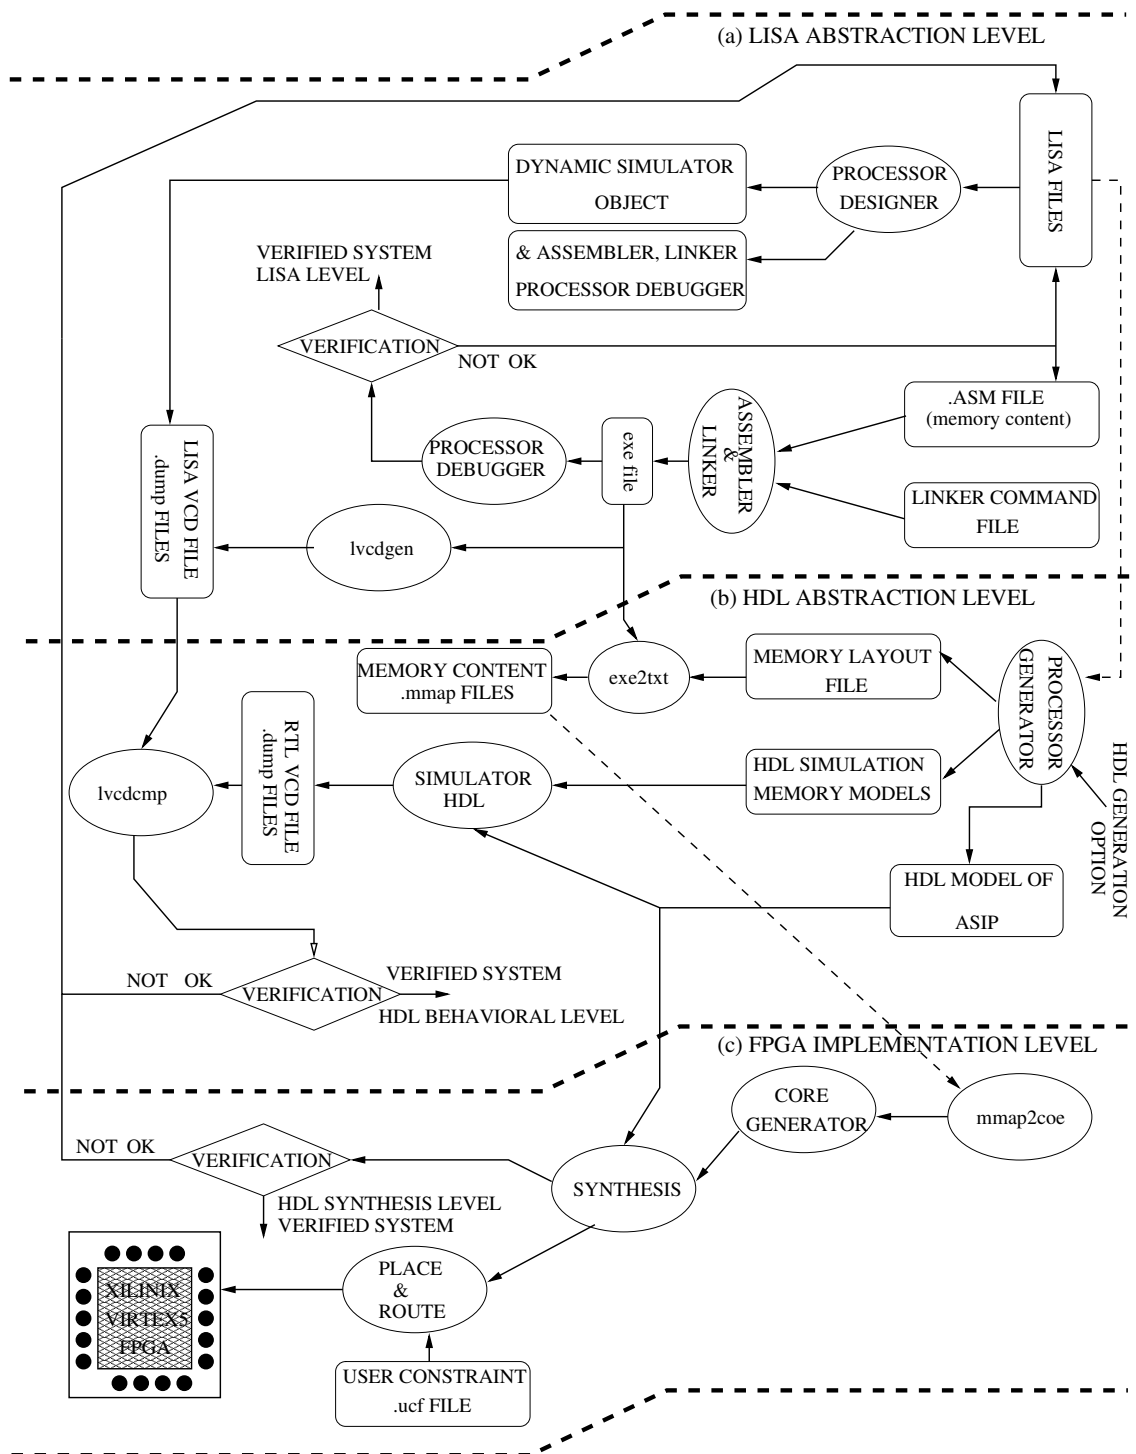 (a) LISA ABSTRACTION LEVEL
LISA FILES
DYNAMIC SIMULATOR
OBJECT
PROCESSOR
DESIGNER
& ASSEMBLER, LINKER
PROCESSOR DEBUGGER
VERIFIED SYSTEM
LISA LEVEL
VERIFICATION
NOT OK
.ASM FILE
(memory content)
ASSEMBLER
&
LINKER
exe file
PROCESSOR
DEBUGGER
LISA VCD FILE
.dump FILES
LINKER COMMAND
FILE
lvcdgen
(b) HDL ABSTRACTION LEVEL
MEMORY CONTENT
.mmap FILES
exe2txt
MEMORY LAYOUT
FILE
PROCESSOR
GENERATOR
RTL VCD FILE
.dump FILES
SIMULATOR
HDL
HDL SIMULATION
MEMORY MODELS
lvcdcmp
HDL GENERATION
OPTION
HDL MODEL OF
ASIP
NOT OK
VERIFICATION
VERIFIED SYSTEM
HDL BEHAVIORAL LEVEL
(c) FPGA IMPLEMENTATION LEVEL
CORE
GENERATOR
mmap2coe
NOT OK
VERIFICATION
SYNTHESIS
HDL SYNTHESIS LEVEL
VERIFIED SYSTEM
PLACE
&
ROUTE
XILINIX
VIRTEX5
FPGA
USER CONSTRAINT
.ucf FILE